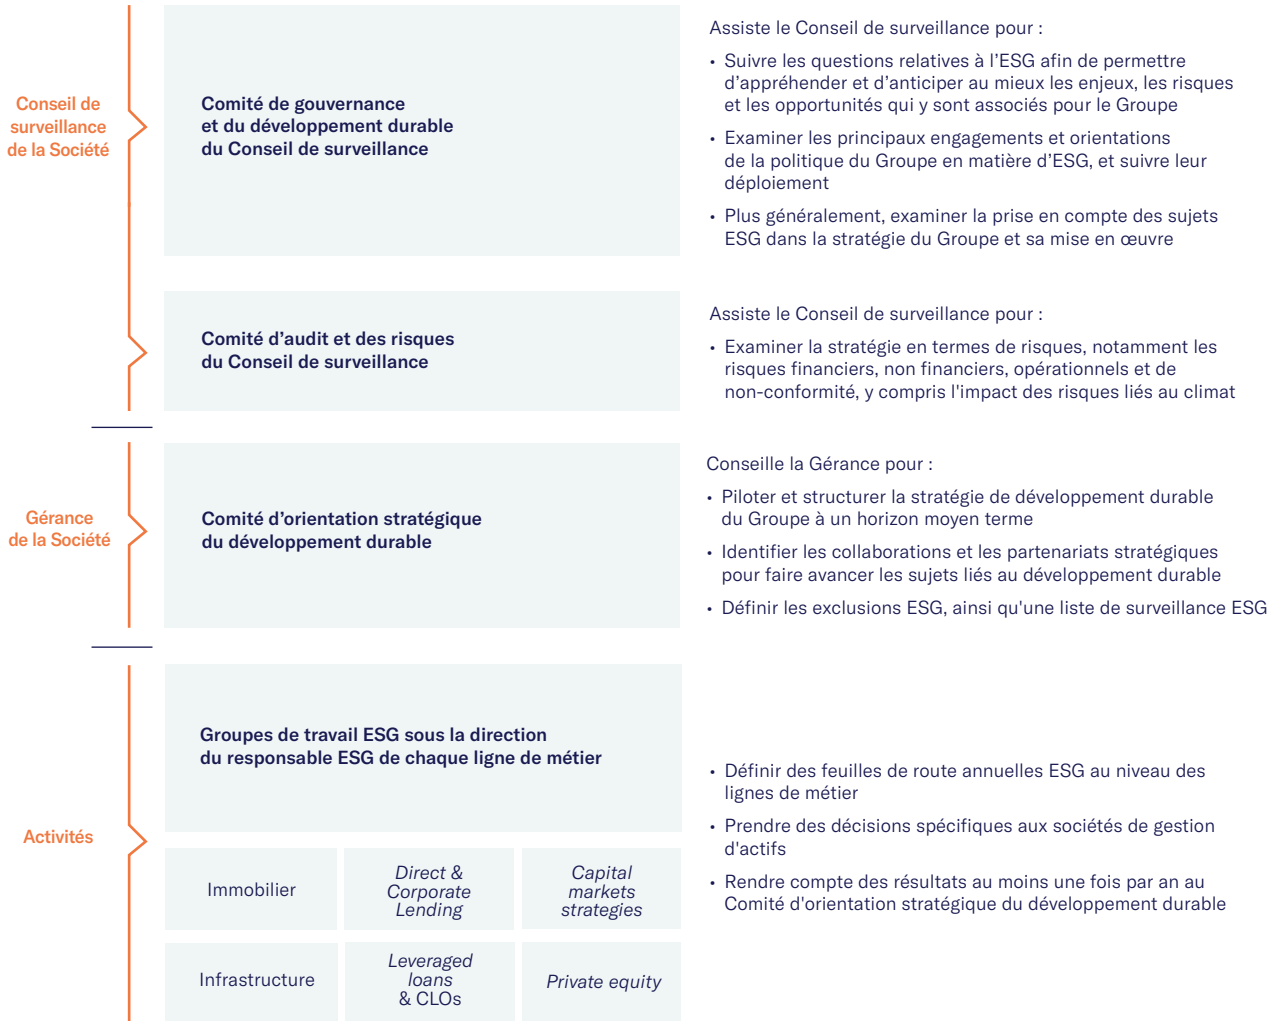 Conseil de
surveillance
de la Société
Comité de gouvernance
et du développement durable
du Conseil de surveillance
Assiste le Conseil de surveillance pour :
• Suivre les questions relatives à l’ESG afin de permettre
d’appréhender et d’anticiper au mieux les enjeux, les risques
et les opportunités qui y sont associés pour le Groupe
• Examiner les principaux engagements et orientations
de la politique du Groupe en matière d’ESG, et suivre leur
déploiement
• Plus généralement, examiner la prise en compte des sujets
ESG dans la stratégie du Groupe et sa mise en œuvre
Comité d’audit et des risques
du Conseil de surveillance
Assiste le Conseil de surveillance pour :
• Examiner la stratégie en termes de risques, notamment les
risques financiers, non financiers, opérationnels et de
non-conformité, y compris l'impact des risques liés au climat
Gérance
de la Société
Comité d’orientation stratégique
du développement durable
Conseille la Gérance pour :
• Piloter et structurer la stratégie de développement durable
du Groupe à un horizon moyen terme
• Identifier les collaborations et les partenariats stratégiques
pour faire avancer les sujets liés au développement durable
• Définir les exclusions ESG, ainsi qu'une liste de surveillance ESG
Activités
Groupes de travail ESG sous la direction
du responsable ESG de chaque ligne de métier
Immobilier
Direct &
Corporate
Lending
Capital
markets
strategies
Infrastructure
Leveraged
loans
& CLOs
Private equity
• Définir des feuilles de route annuelles ESG au niveau des
lignes de métier
• Prendre des décisions spécifiques aux sociétés de gestion
d'actifs
• Rendre compte des résultats au moins une fois par an au
Comité d'orientation stratégique du développement durable